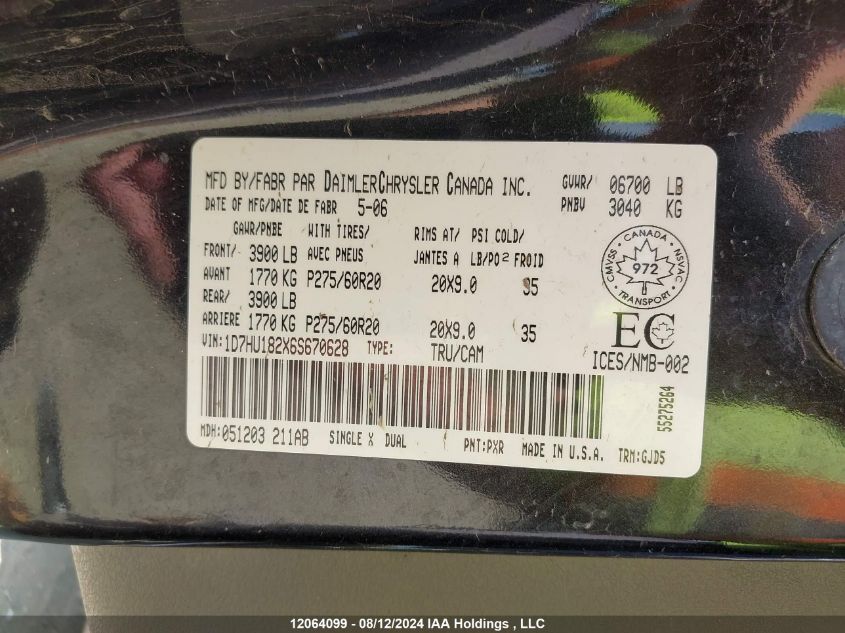 MFD BY/FABR PAR DAIMLERCHRYSLER CANADA INC. GVWR/ 06700 LB
DATE OF MFG/DATE DE FABR 5-06 PNBV 3040 KG
GAWR/PNBE WITH TIRES/ RIMS AT/ PSI COLD/
FRONT/ 3900 LB AVEC PNEUS JANTES A LB/PO² FROID
AVANT 1770 KG P275/60R20 20X9.0 35
REAR/ 3900 LB
ARRIERE 1770 KG P275/60R20 20X9.0 35
VIN:1D7HU182X6S670628 TYPE: TRU/CAM
CANADA
CMVSS 972 NSVAC
TRANSPORT
EC
ICES/NMB-002
55275264
MDH:051203 211AB SINGLE X DUAL PNT:PXR MADE IN U.S.A. TRM:GJD5
12064099 - 08/12/2024 IAA Holdings , LLC